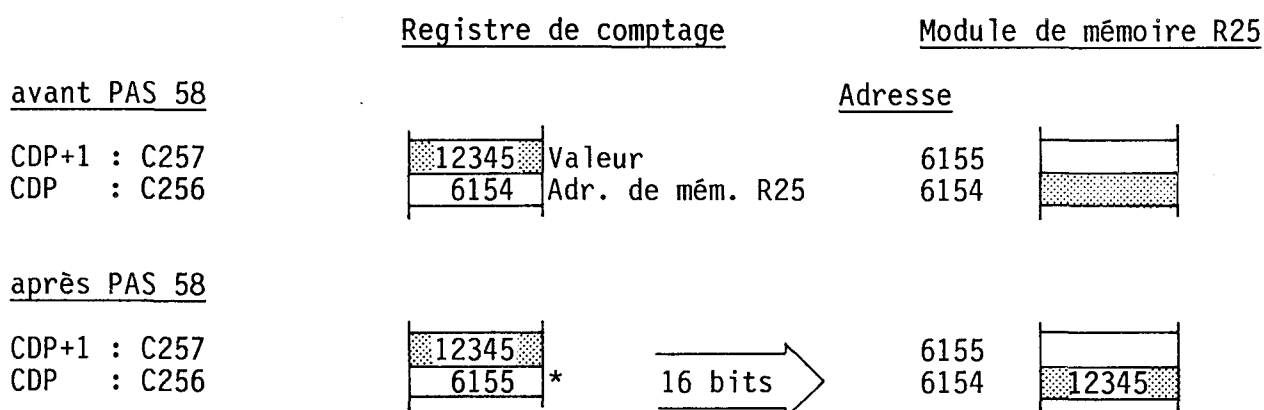 Registre de comptage Module de mémoire R25
avant PAS 58 Adresse
CDP+1 : C257 12345 Valeur 6155
CDP : C256 6154 Adr. de mém. R25 6154
après PAS 58
CDP+1 : C257 12345 6155
CDP : C256 6155 * 16 bits 6154 12345